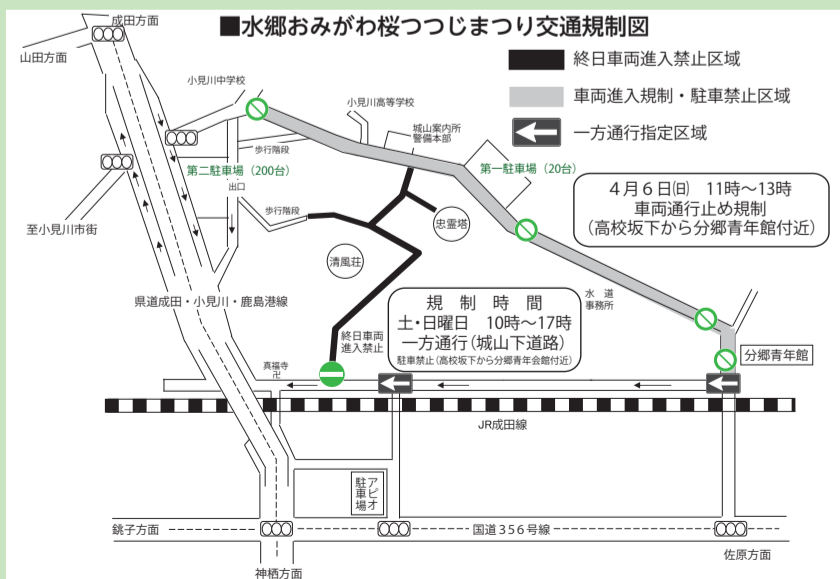 ■水郷おみがわ桜つつじまつり交通規制図
成田方面
山田方面
終日車両進入禁止区域
車両進入規制・駐車禁止区域
一方通行指定区域
小見川中学校
小見川高等学校
城山案内所
警備本部
歩行階段
第二駐車場(200台)
出口
第一駐車場(20台)
4月6日㈰ 11時〜13時
車両通行止め規制
(高校坂下から分郷青年館付近)
歩行階段
忠霊塔
至小見川市街
清風荘
県道成田・小見川・鹿島港線
規制時間
土・日曜日 10時〜17時
一方通行(城山下道路)
駐車禁止(高校坂下から分郷青年会館付近)
水道
事務所
終日車両
進入禁止
分郷青年館
真福寺
卍
JR成田線
アピオ
駐車場
銚子方面
国道356号線
佐原方面
神栖方面